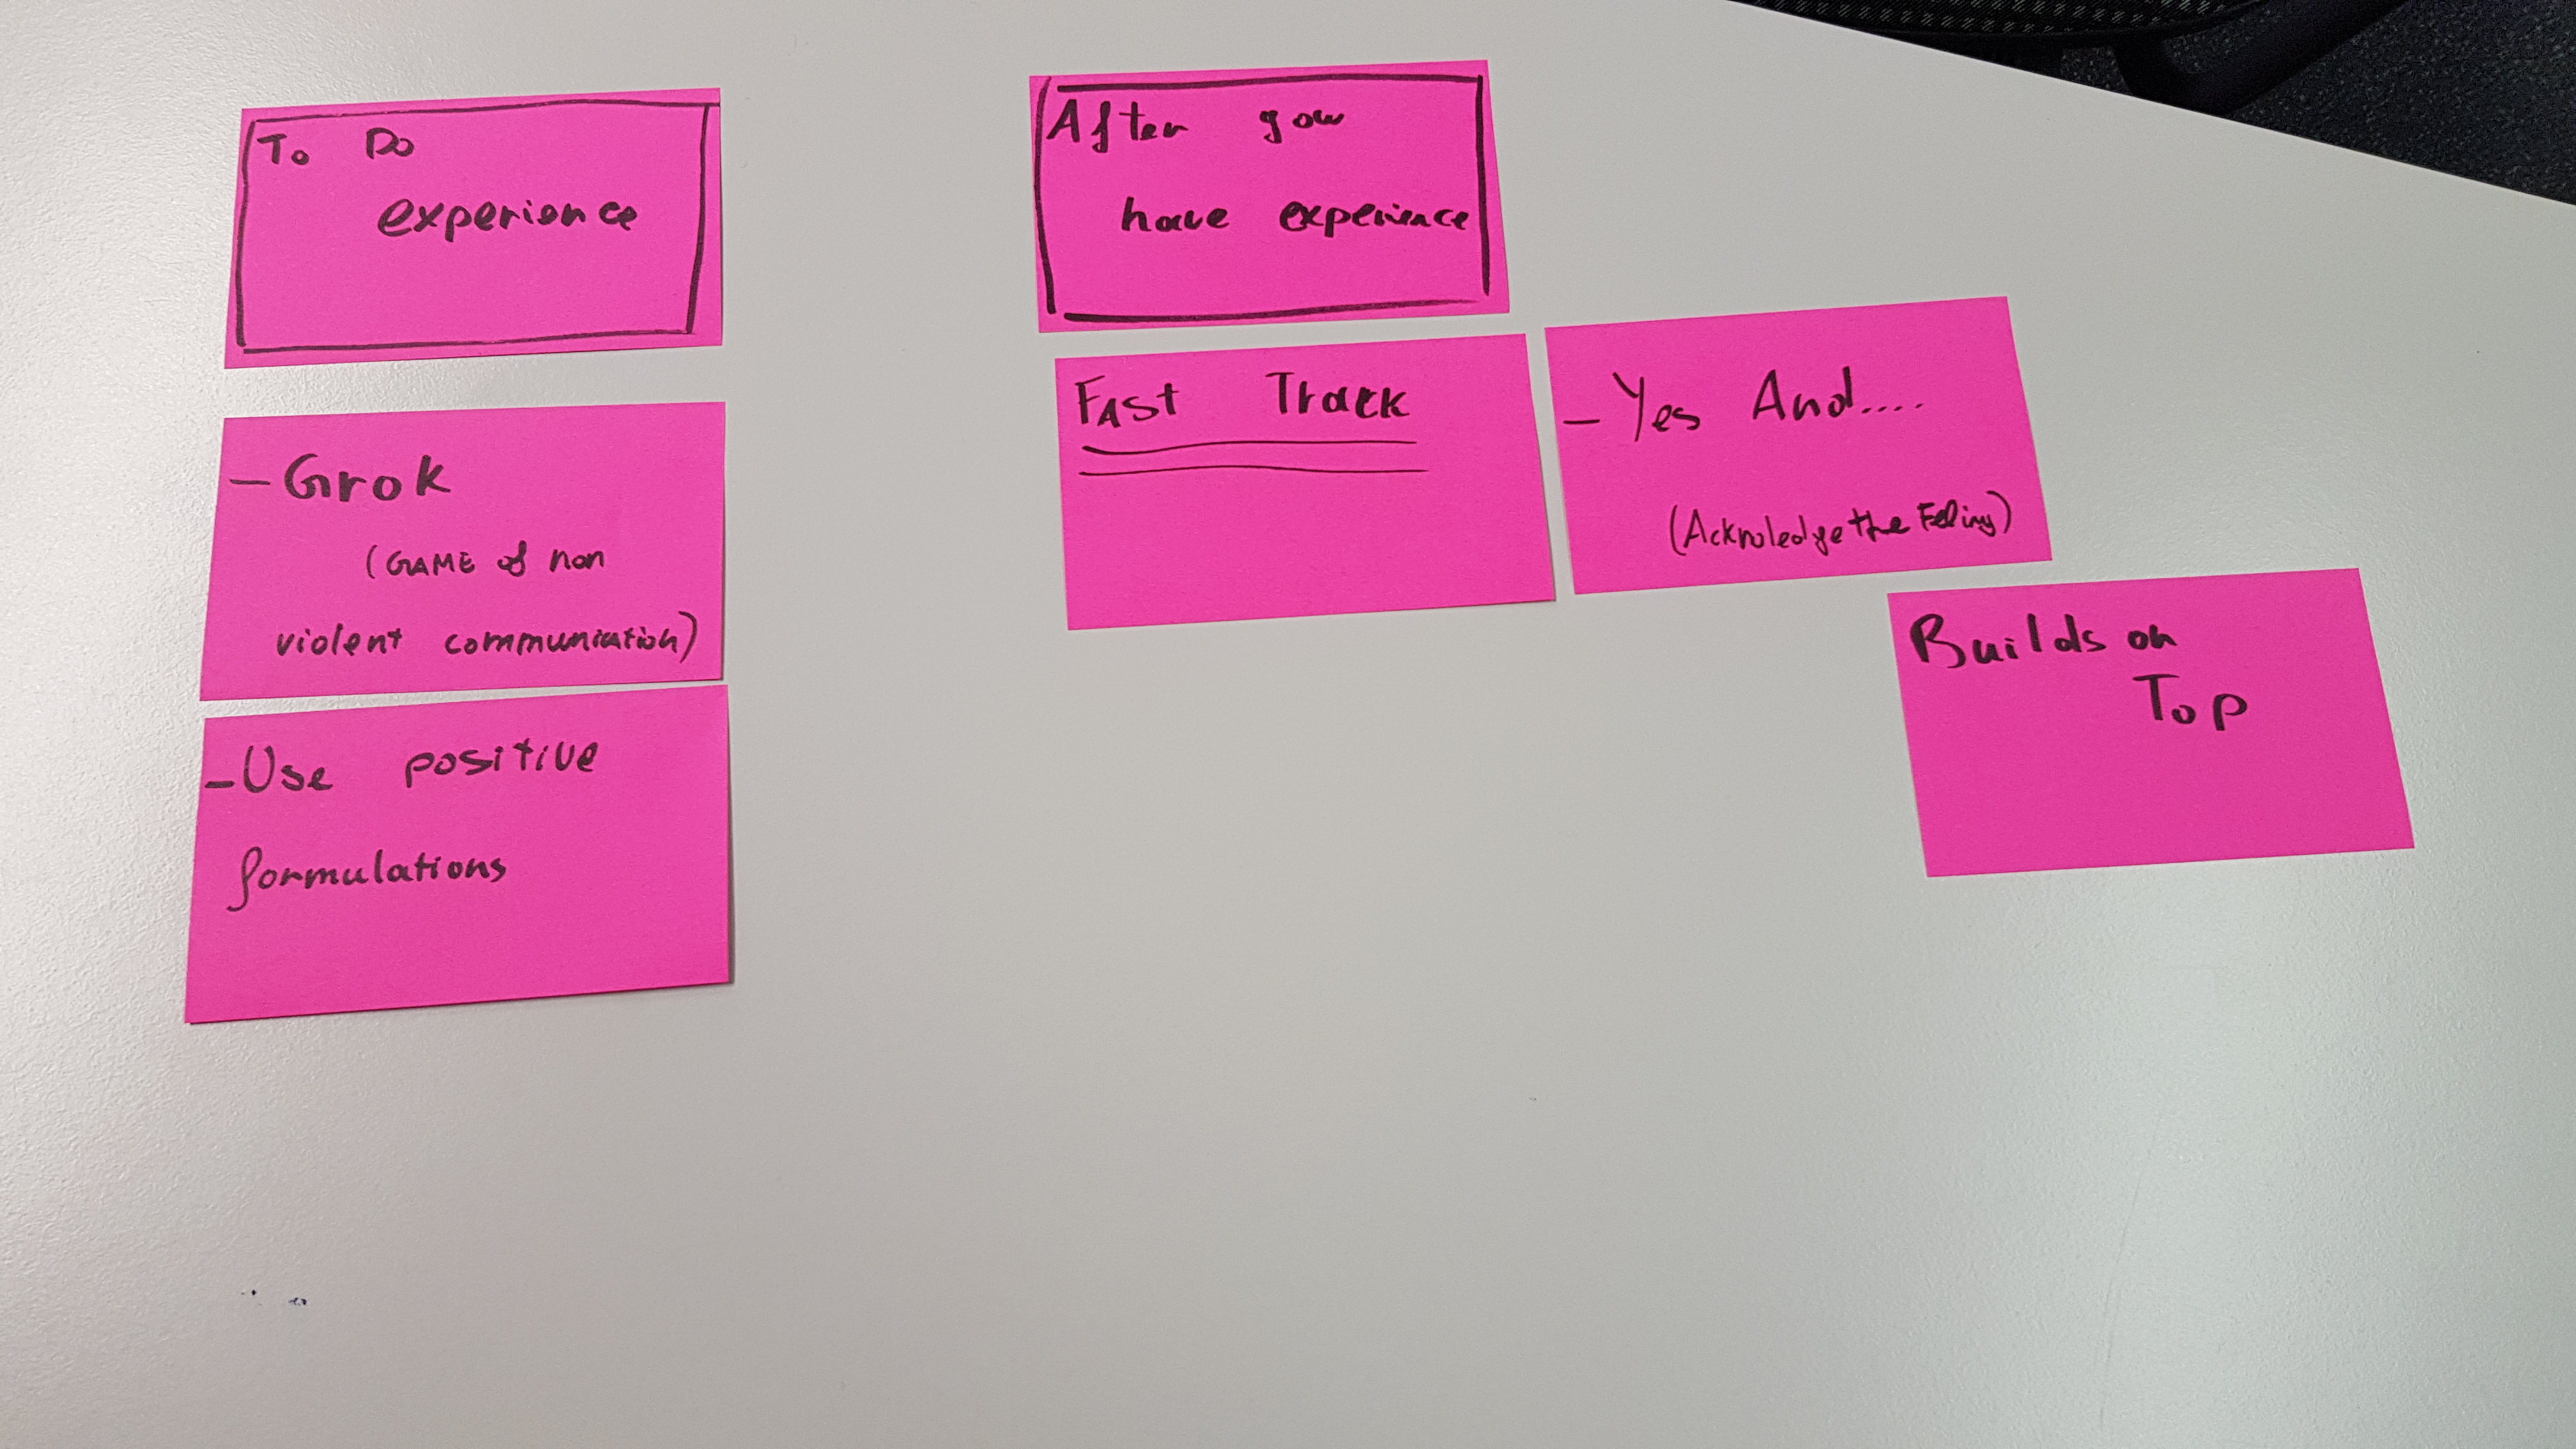 To Do
experience
- Grok
(GAME of non
violent communication)
- Use positive
formulations
After you
have experience
FAst Track
- Yes And.....
(Acknoledge the Feeling)
Builds on
Top